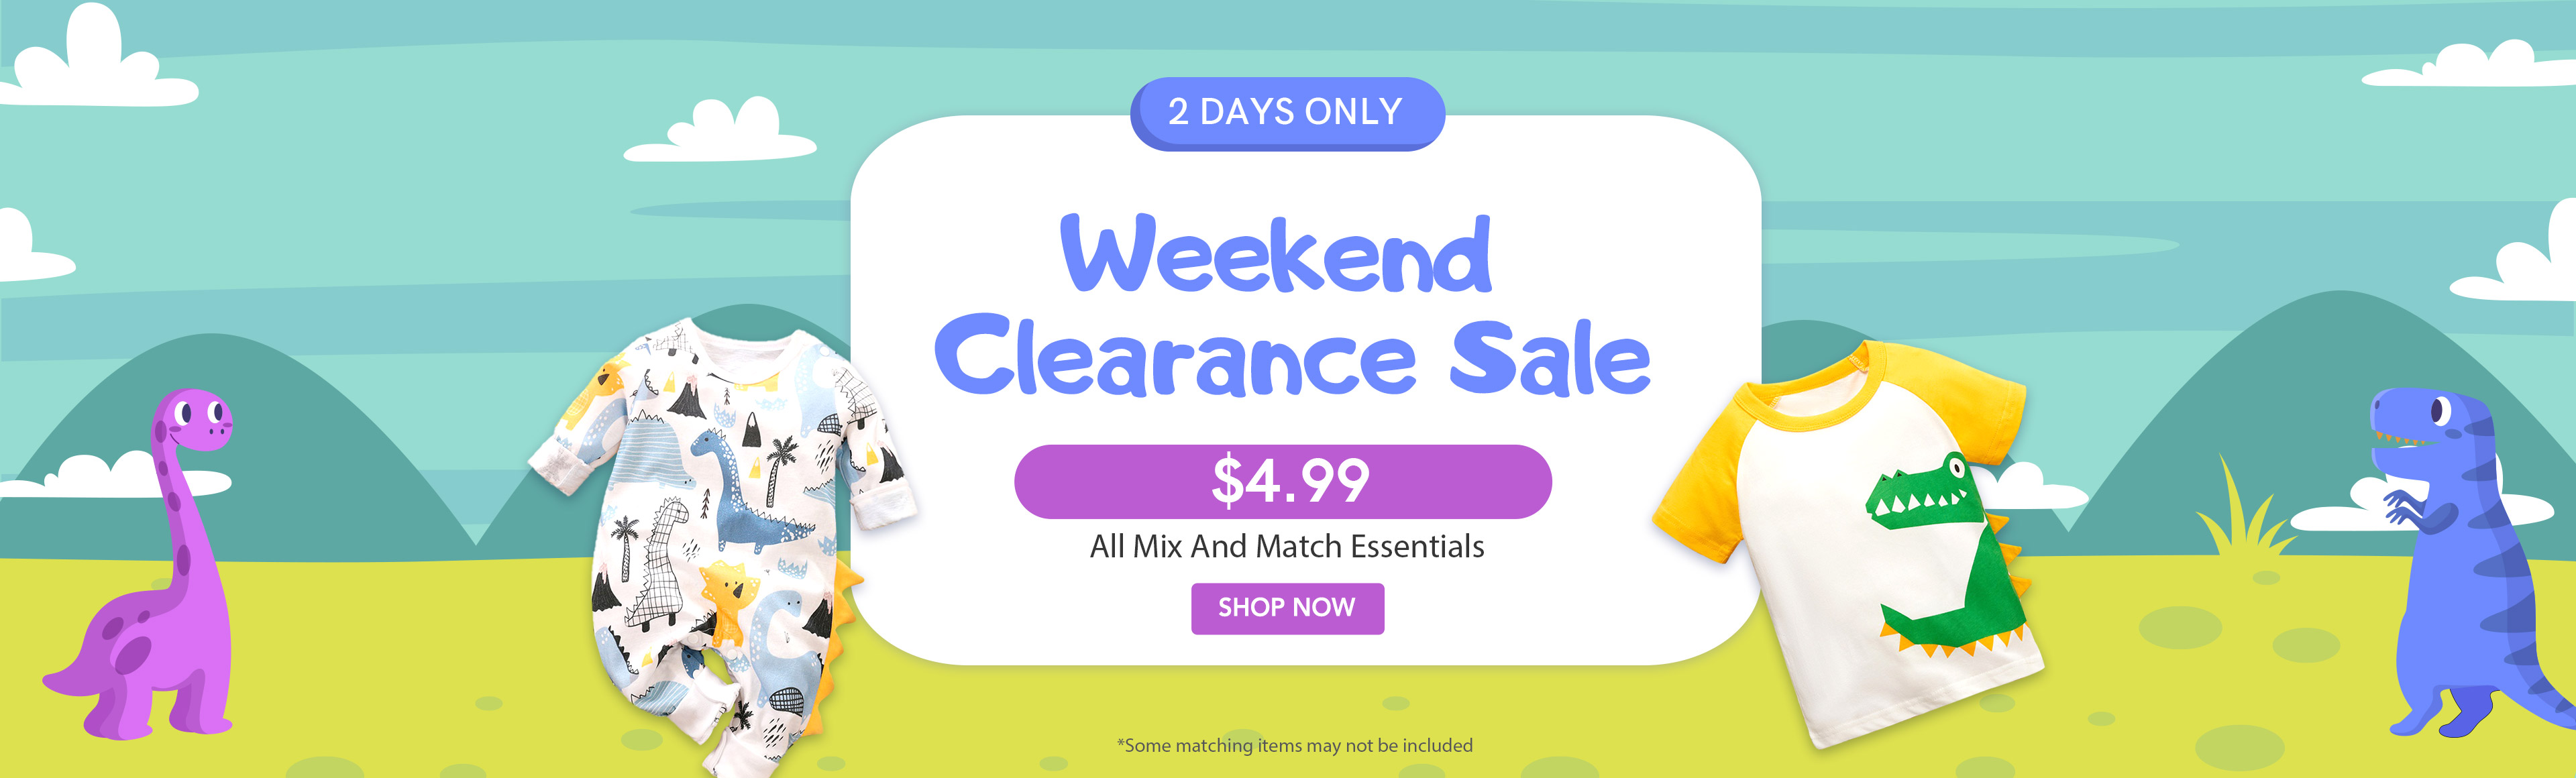 2 DAYS ONLY
Weekend
Clearance Sale
$4.99
All Mix And Match Essentials
SHOP NOW
*Some matching items may not be included